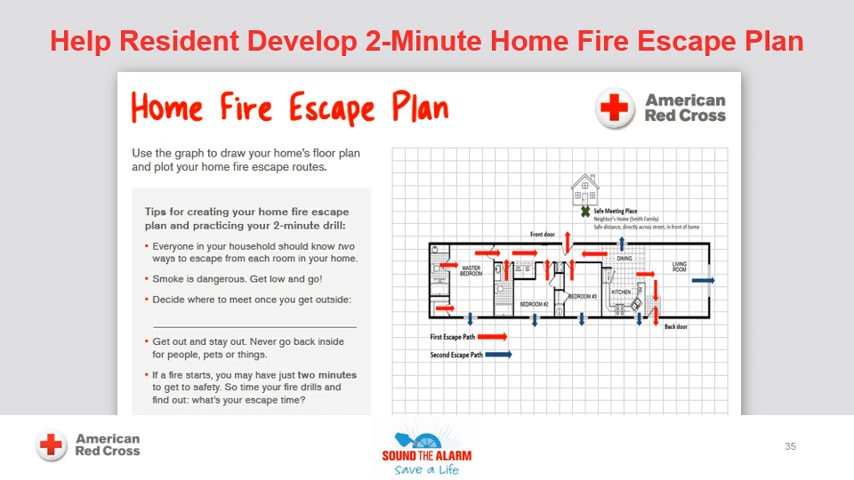 Help Resident Develop 2-Minute Home Fire Escape Plan
Home Fire Escape Plan
American
Red Cross
Use the graph to draw your home's floor plan
and plot your home fire escape routes.
Tips for creating your home fire escape
plan and practicing your 2-minute drill:
• Everyone in your household should know two
ways to escape from each room in your home.
• Smoke is dangerous. Get low and go!
• Decide where to meet once you get outside:
• Get out and stay out. Never go back inside
for people, pets or things.
• If a fire starts, you may have just two minutes
to get to safety. So time your fire drills and
find out: what's your escape time?
Safe Meeting Place
Neighbor's Home (Smith Family)
Safe distance, directly across street, in front of home
Front door
MASTER
BEDROOM
BEDROOM #2
BEDROOM #3
DINING
KITCHEN
LIVING
ROOM
Back door
First Escape Path
Second Escape Path
American
Red Cross
SOUND THE ALARM
Save a Life
35